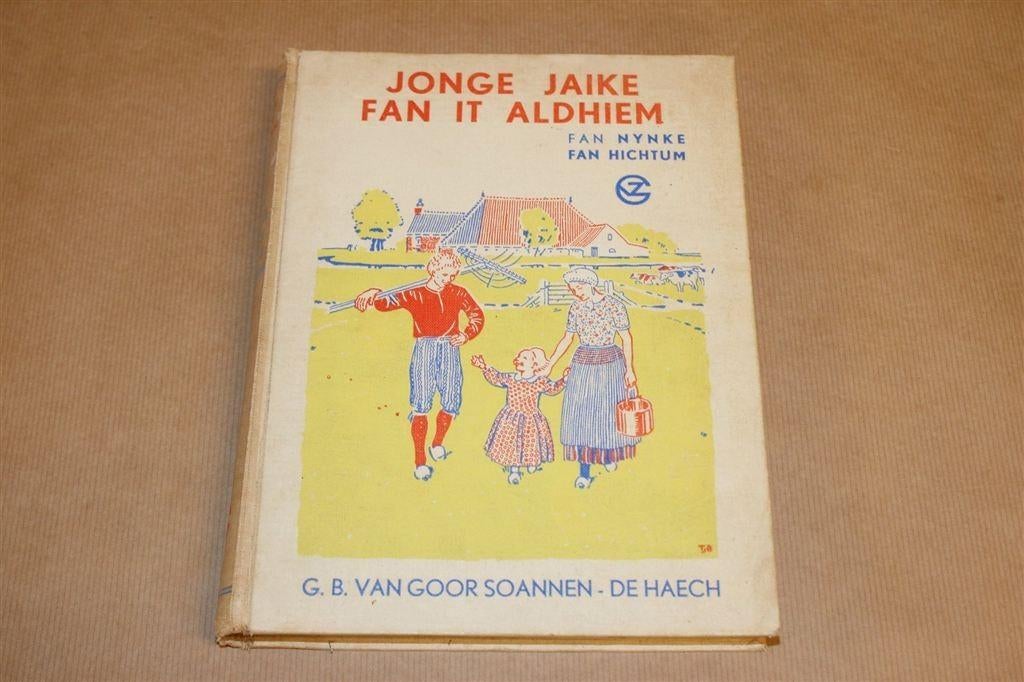 JONGE JAIKE
FAN IT ALDHIEM
FAN NYNKE
FAN HICHTUM
G. B. VAN GOOR SOANNEN - DE HAECH